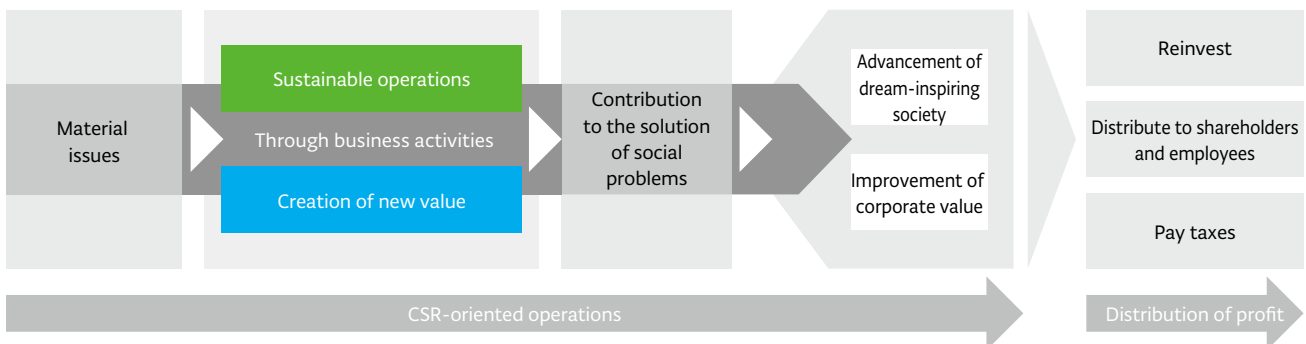 Material
issues
Sustainable operations
Through business activities
Creation of new value
Contribution
to the solution
of social
problems
Advancement of
dream-inspiring
society
Improvement of
corporate value
Reinvest
Distribute to shareholders
and employees
Pay taxes
CSR-oriented operations
Distribution of profit